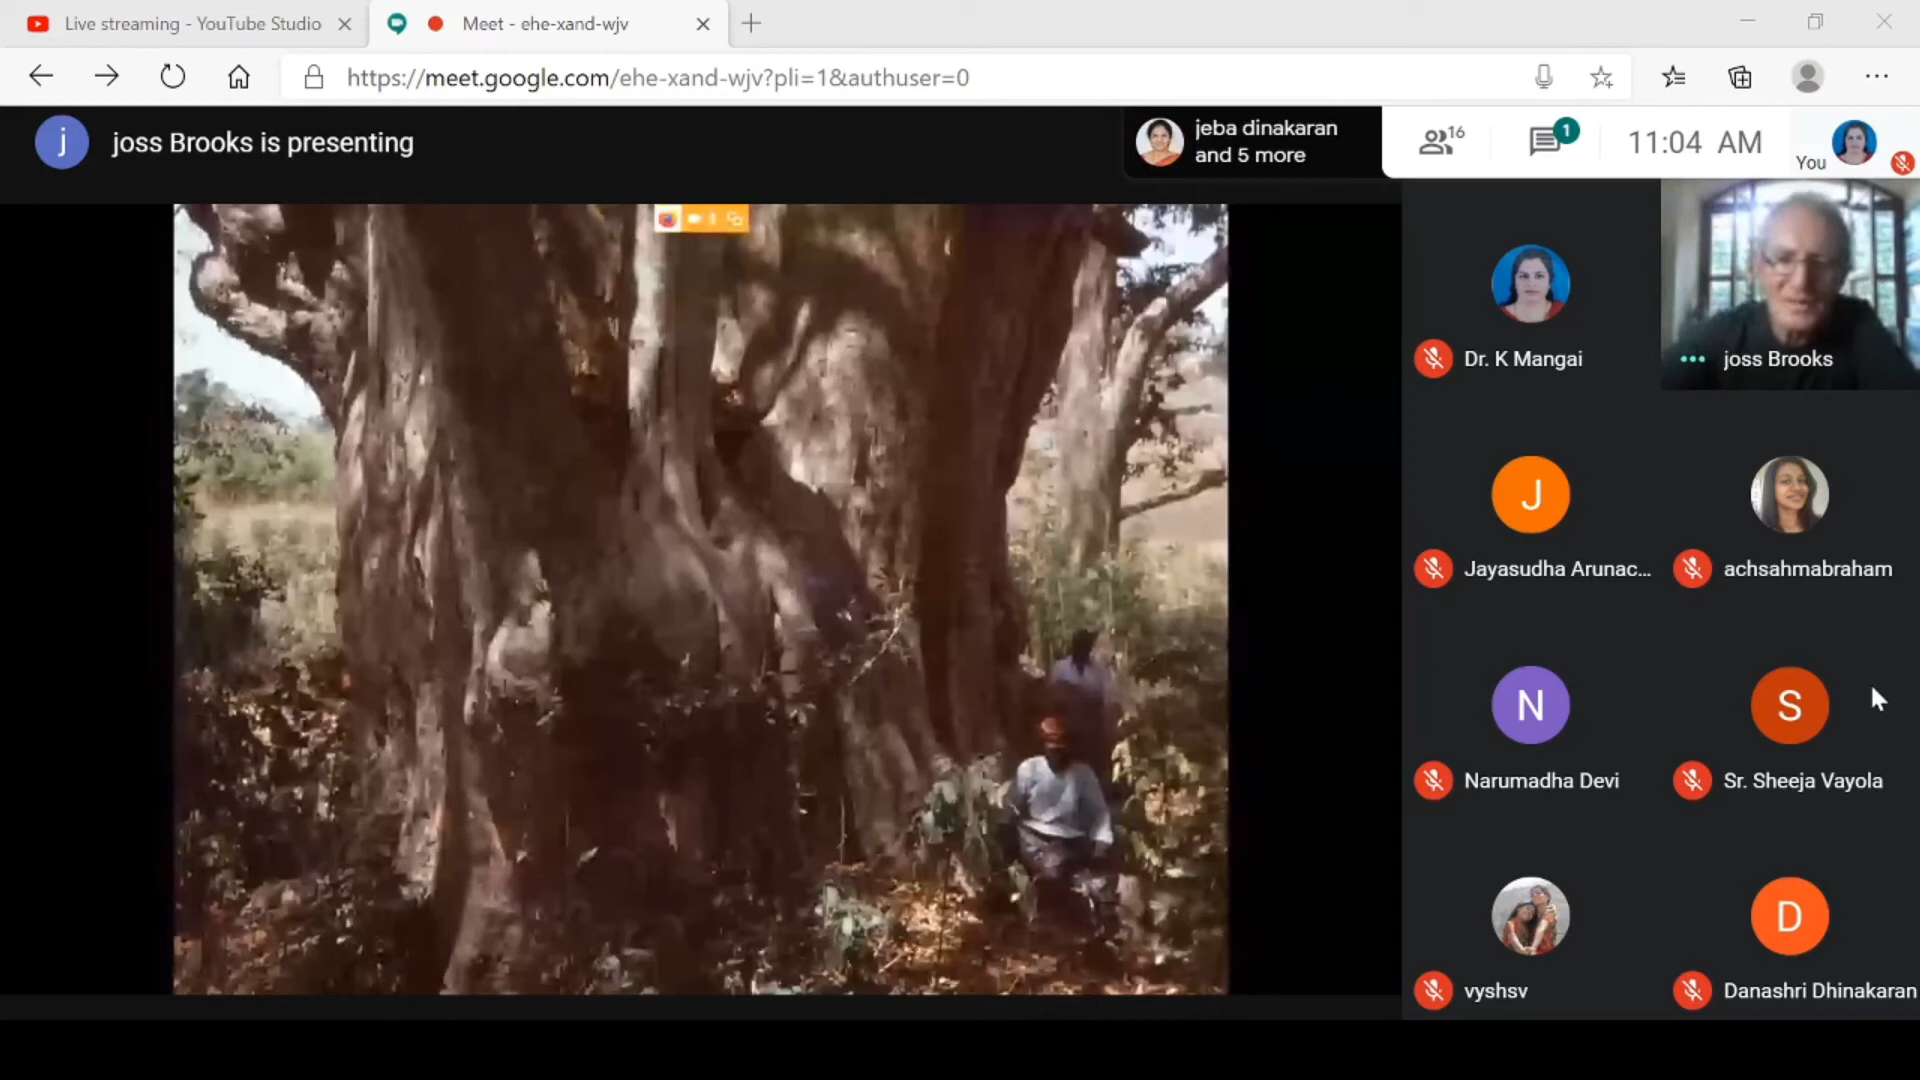 Live streaming - YouTube Studio
Meet - ehe-xand-wjv
https://meet.google.com/ehe-xand-wjv?pli=1&authuser=0
j
joss Brooks is presenting
jeba dinakaran
and 5 more
16
1
11:04 AM
You
Dr. K Mangai
joss Brooks
J
Jayasudha Arunac...
achsahmabraham
N
Narumadha Devi
S
Sr. Sheeja Vayola
vyshsv
D
Danashri Dhinakaran